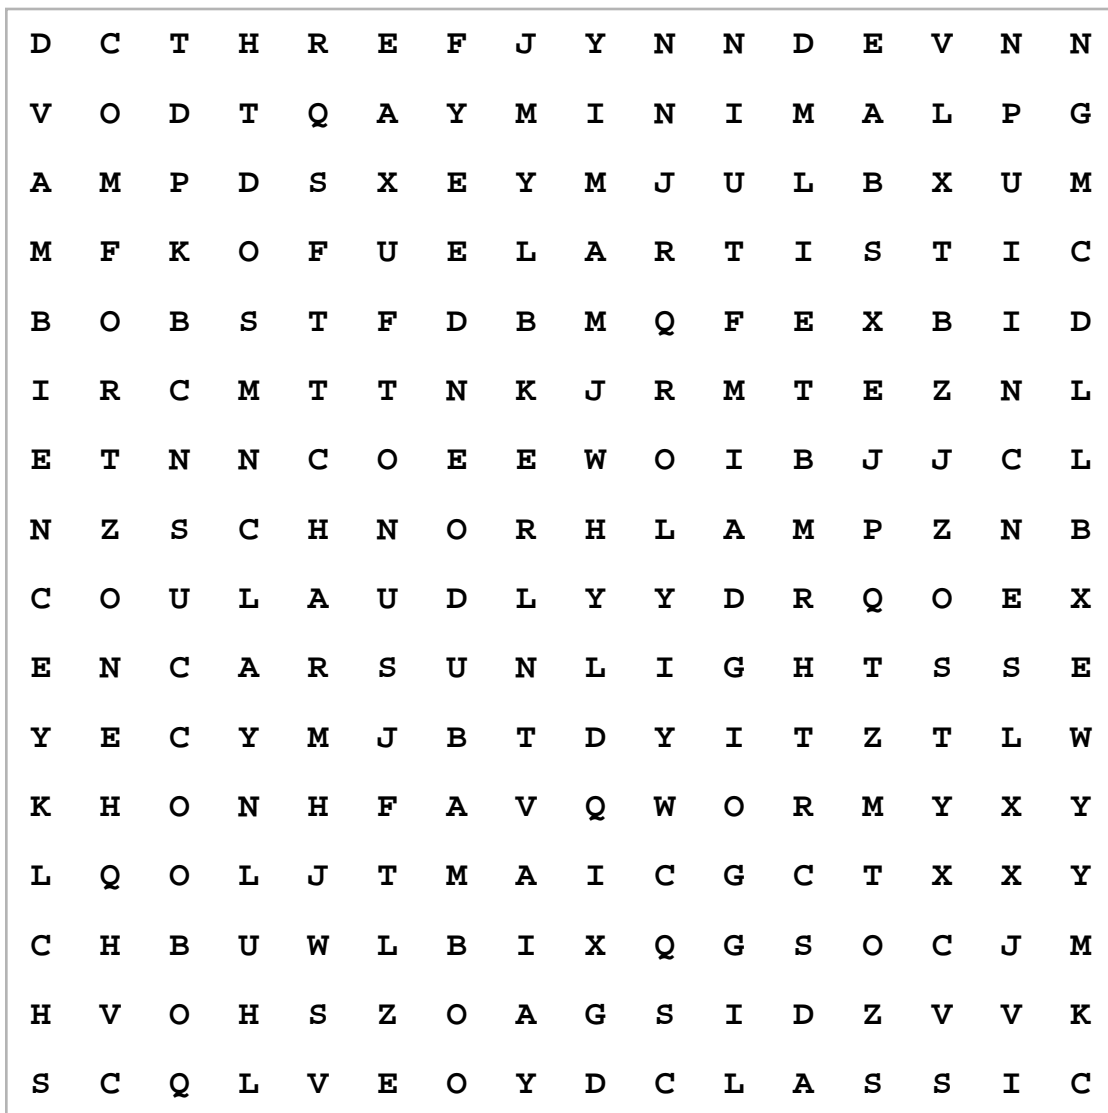 D C T H R E F J Y N N D E V N N
V O D T Q A Y M I N I M A L P G
A M P D S X E Y M J U L B X U M
M F K O F U E L A R T I S T I C
B O B S T F D B M Q F E X B I D
I R C M T T N K J R M T E Z N L
E T N N C O E E W O I B J J C L
N Z S C H N O R H L A M P Z N B
C O U L A U D L Y Y D R Q O E X
E N C A R S U N L I G H T S S E
Y E C Y M J B T D Y I T Z T L W
K H O N H F A V Q W O R M Y X Y
L Q O L J T M A I C G C T X X Y
C H B U W L B I X Q G S O C J M
H V O H S Z O A G S I D Z V V K
S C Q L V E O Y D C L A S S I C